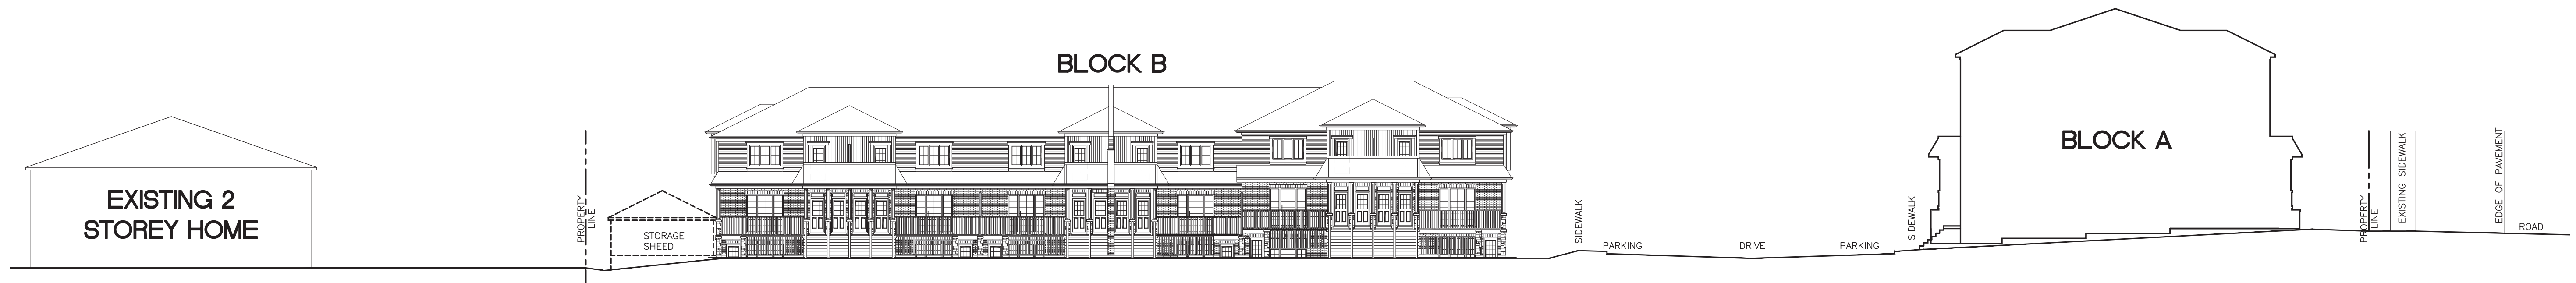 EXISTING 2
STOREY HOME
PROPERTY
LINE
STORAGE
SHEED
BLOCK B
SIDEWALK
PARKING
DRIVE
PARKING
SIDEWALK
BLOCK A
PROPERTY
LINE
EXISTING SIDEWALK
EDGE OF PAVEMENT
ROAD